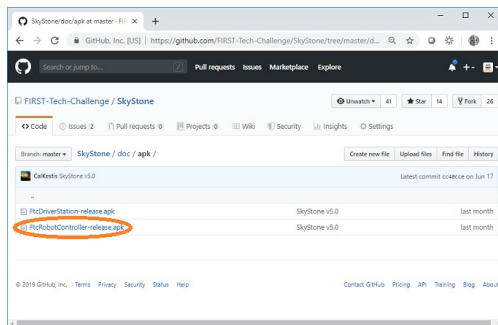 SkyStone/doc/apk at master · FIR
GitHub, Inc. [US] | https://github.com/FIRST-Tech-Challenge/SkyStone/tree/master/d...
Search or jump to... / Pull requests Issues Marketplace Explore
FIRST-Tech-Challenge / SkyStone Unwatch 41 Star 14 Fork 26
Code Issues 2 Pull requests 0 Projects 0 Wiki Security Insights Settings
Branch: master SkyStone / doc / apk / Create new file Upload files Find file History
CalKestis SkyStone v5.0 Latest commit cc48cce on Jun 17
..
FtcDriverStation-release.apk SkyStone v5.0 last month
FtcRobotController-release.apk SkyStone v5.0 last month
© 2019 GitHub, Inc. Terms Privacy Security Status Help Contact GitHub Pricing API Training Blog About